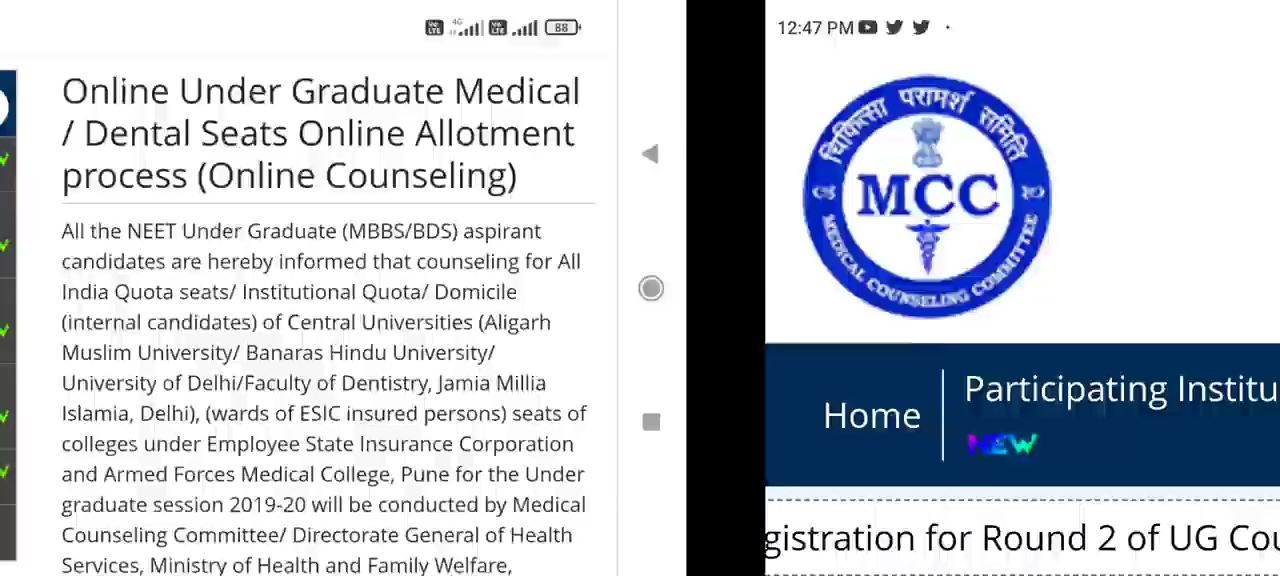 4G
88
Online Under Graduate Medical
/ Dental Seats Online Allotment
process (Online Counseling)
All the NEET Under Graduate (MBBS/BDS) aspirant
candidates are hereby informed that counseling for All
India Quota seats/ Institutional Quota/ Domicile
(internal candidates) of Central Universities (Aligarh
Muslim University/ Banaras Hindu University/
University of Delhi/Faculty of Dentistry, Jamia Millia
Islamia, Delhi), (wards of ESIC insured persons) seats of
colleges under Employee State Insurance Corporation
and Armed Forces Medical College, Pune for the Under
graduate session 2019-20 will be conducted by Medical
Counseling Committee/ Directorate General of Health
Services, Ministry of Health and Family Welfare,
12:47 PM
चिकित्सा परामर्श समिति
MCC
MEDICAL COUNSELING COMMITTEE
Home
Participating Institu
NEW
gistration for Round 2 of UG Cou